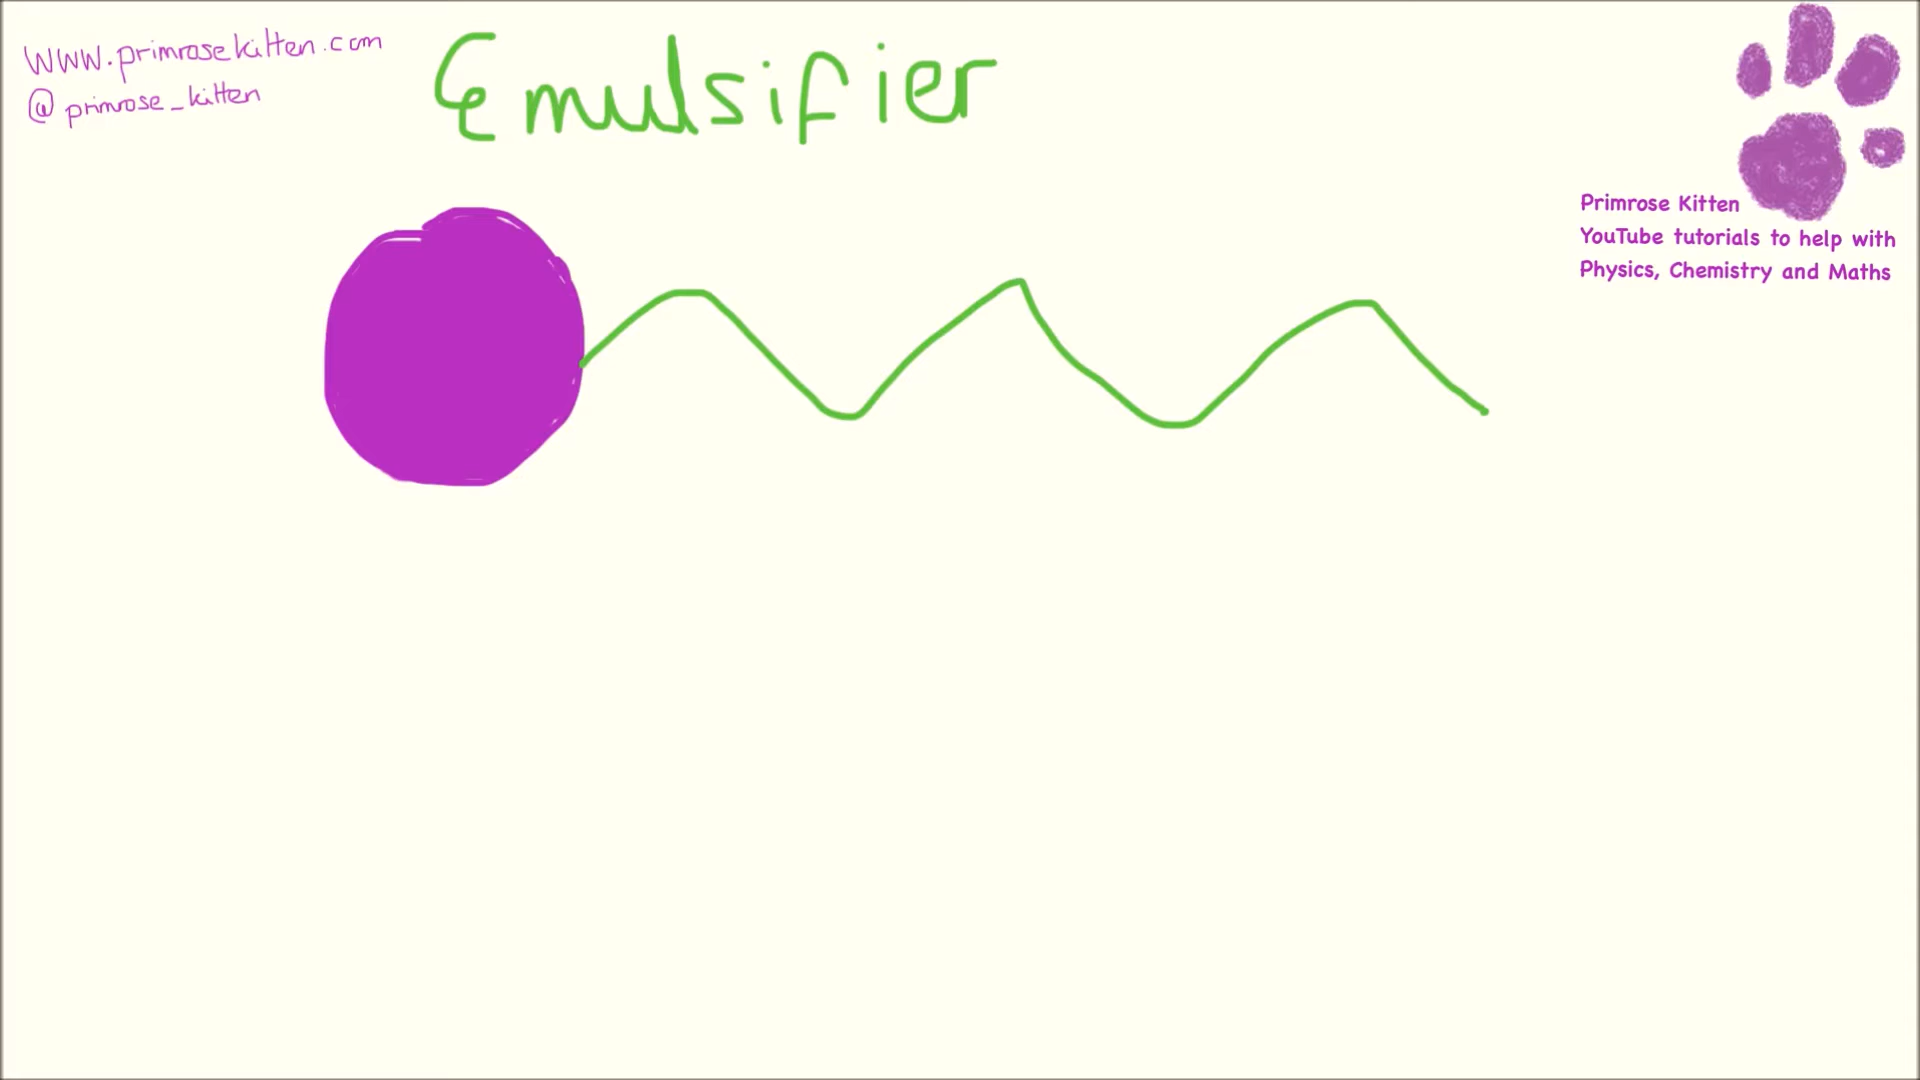 www.primrosekitten.com
@primrose_kitten
Emulsifier
Primrose Kitten
YouTube tutorials to help with
Physics, Chemistry and Maths